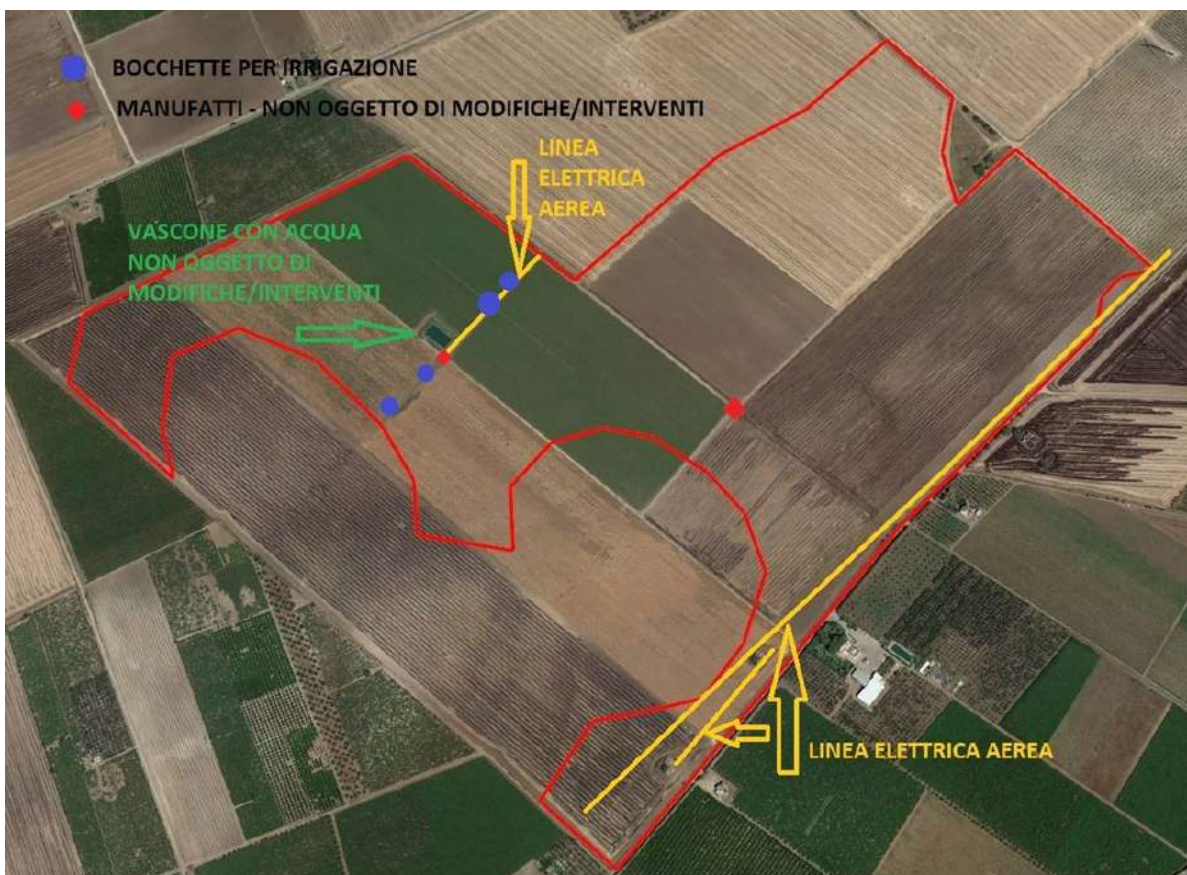 BOCCHETTE PER IRRIGAZIONE
MANUFATTI - NON OGGETTO DI MODIFICHE/INTERVENTI
LINEA
ELETTRICA
AEREA
VASCONE CON ACQUA
NON OGGETTO DI
MODIFICHE/INTERVENTI
LINEA ELETTRICA AEREA